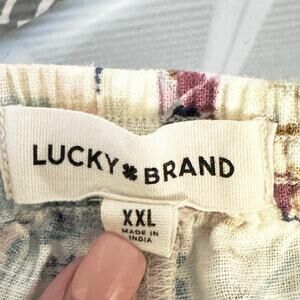 LUCKY BRAND
XXL
MADE IN
INDIA